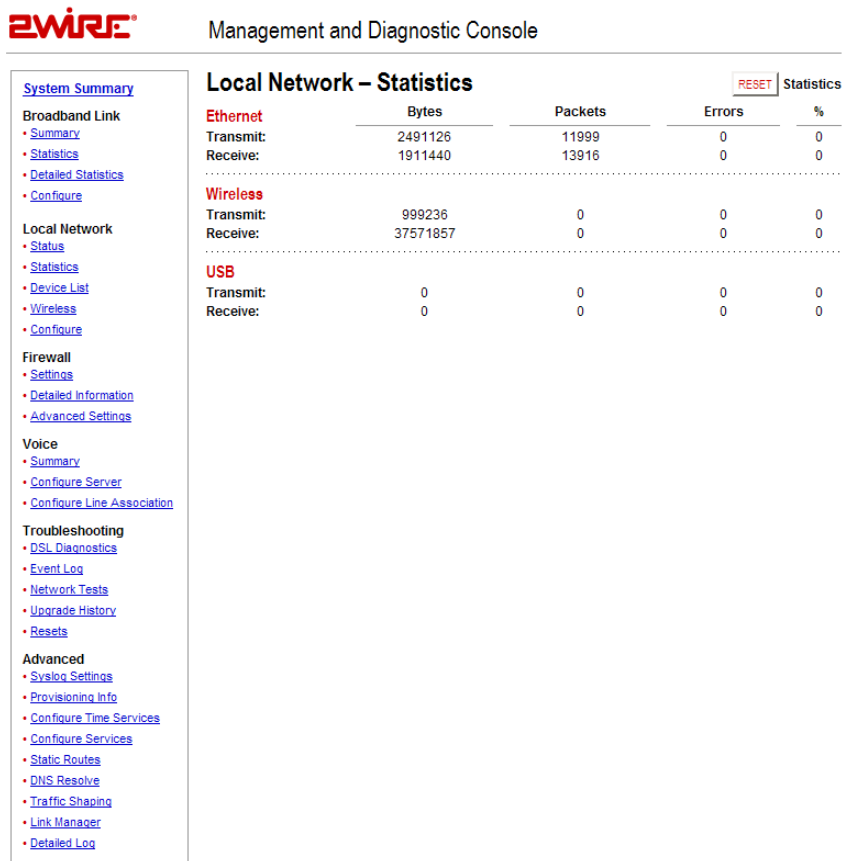 2WIRE®
Management and Diagnostic Console
System Summary
Broadband Link
• Summary
• Statistics
• Detailed Statistics
• Configure
Local Network
• Status
• Statistics
• Device List
• Wireless
• Configure
Firewall
• Settings
• Detailed Information
• Advanced Settings
Voice
• Summary
• Configure Server
• Configure Line Association
Troubleshooting
• DSL Diagnostics
• Event Log
• Network Tests
• Upgrade History
• Resets
Advanced
• Syslog Settings
• Provisioning Info
• Configure Time Services
• Configure Services
• Static Routes
• DNS Resolve
• Traffic Shaping
• Link Manager
• Detailed Log
Local Network – Statistics
RESET Statistics
Ethernet Bytes Packets Errors %
Transmit: 2491126 11999 0 0
Receive: 1911440 13916 0 0
Wireless
Transmit: 999236 0 0 0
Receive: 37571857 0 0 0
USB
Transmit: 0 0 0 0
Receive: 0 0 0 0